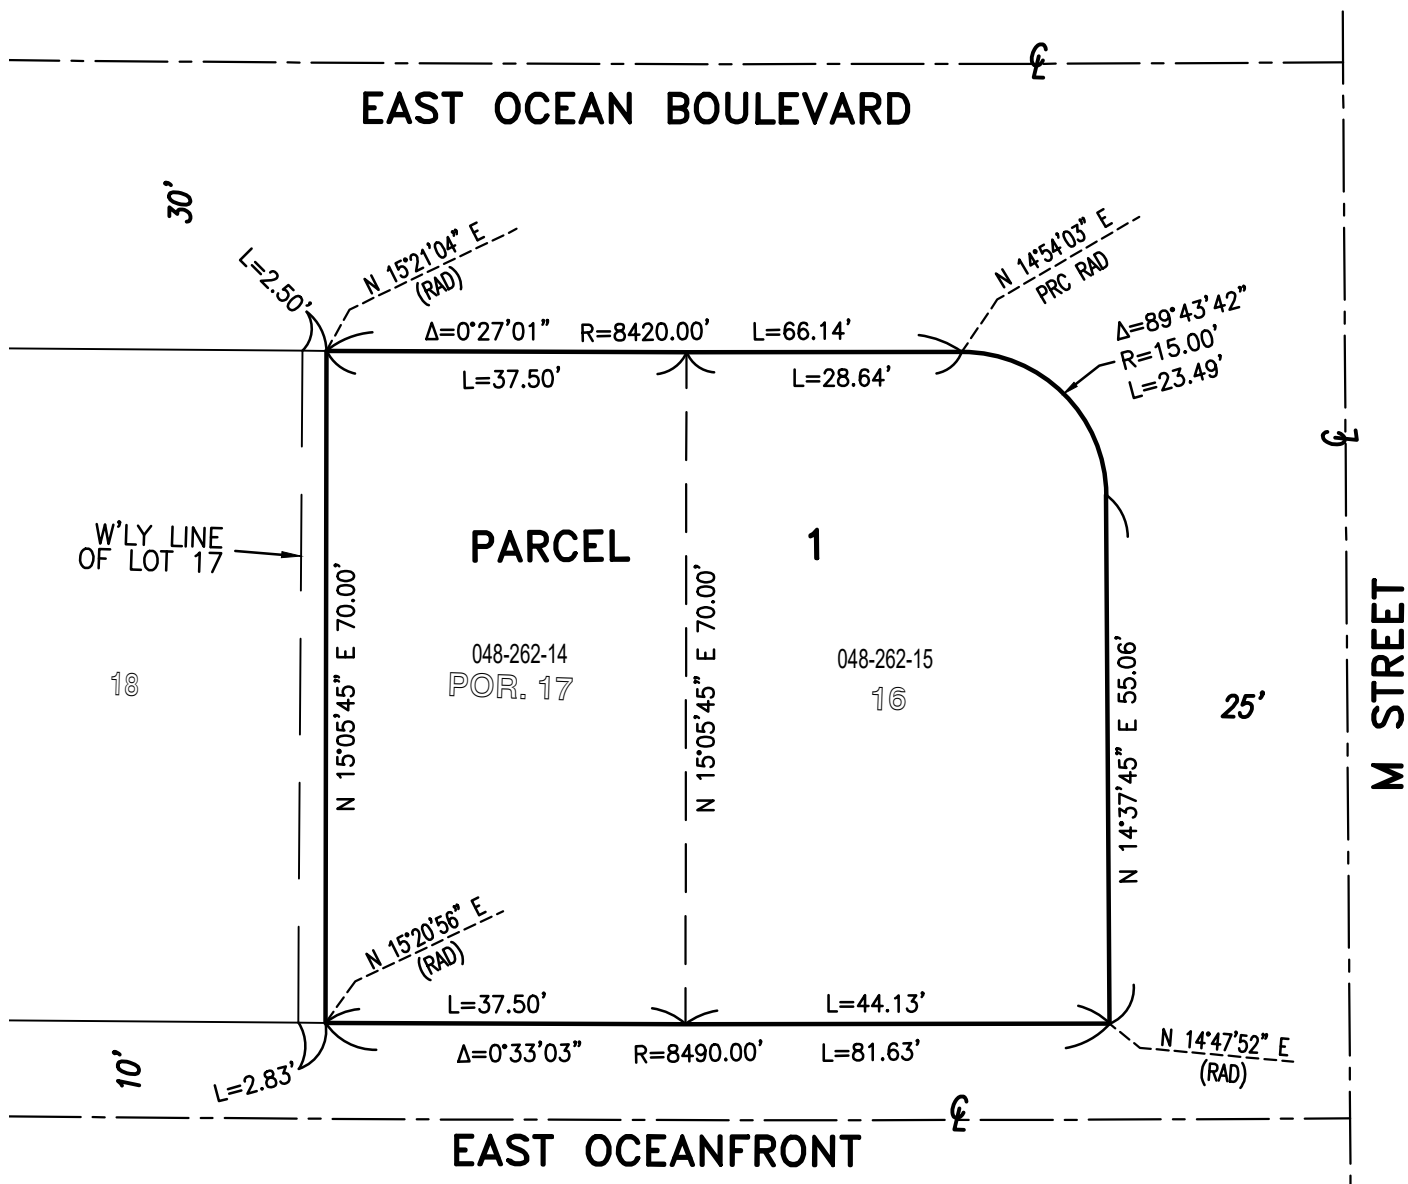 ℄
EAST OCEAN BOULEVARD
30'
L=2.50'
N 15°21'04" E
(RAD)
N 14°54'03" E
PRC RAD
Δ=0°27'01" R=8420.00' L=66.14'
Δ=89°43'42"
R=15.00'
L=23.49'
L=37.50'
L=28.64'
℄
W'LY LINE
OF LOT 17
PARCEL 1
N 15°05'45" E 70.00'
N 15°05'45" E 70.00'
N 14°37'45" E 55.06'
M STREET
18
048-262-14
POR. 17
048-262-15
16
25'
N 15°20'56" E
(RAD)
L=37.50'
L=44.13'
10'
L=2.83'
Δ=0°33'03" R=8490.00' L=81.63'
N 14°47'52" E
(RAD)
℄
EAST OCEANFRONT